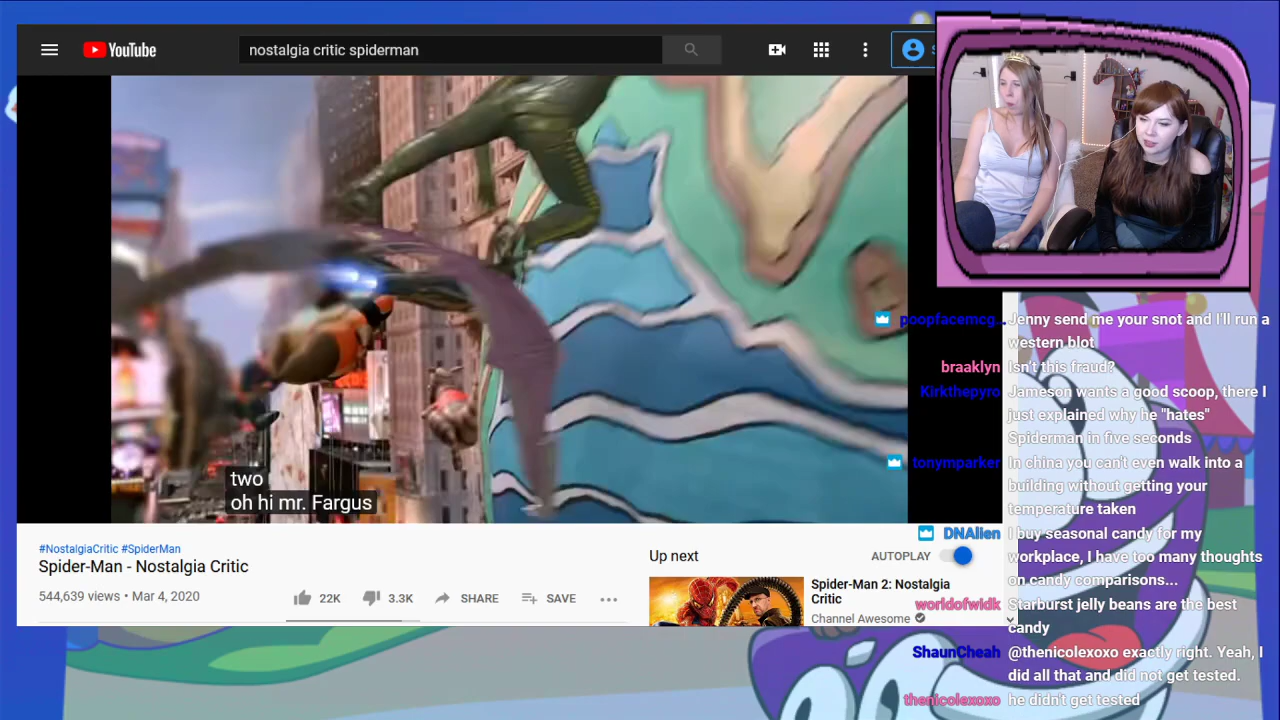 YouTube
nostalgia critic spiderman
two
oh hi mr. Fargus
#NostalgiaCritic #SpiderMan
Spider-Man - Nostalgia Critic
544,639 views • Mar 4, 2020
22K
3.3K
SHARE
SAVE
Up next
AUTOPLAY
Spider-Man 2: Nostalgia
Critic
Channel Awesome
poopfacemcg... Jenny send me your snot and I'll run a
western blot
braaklyn Isn't this fraud?
Kirkthepyro Jameson wants a good scoop, there I
just explained why he "hates"
Spiderman in five seconds
tonymparker In china you can't even walk into a
building without getting your
temperature taken
DNAlien I buy seasonal candy for my
workplace, I have too many thoughts
on candy comparisons...
worldofwidk Starburst jelly beans are the best
candy
ShaunCheah @thenicolexoxo exactly right. Yeah, I
did all that and did not get tested.
thenicolexoxo he didn't get tested